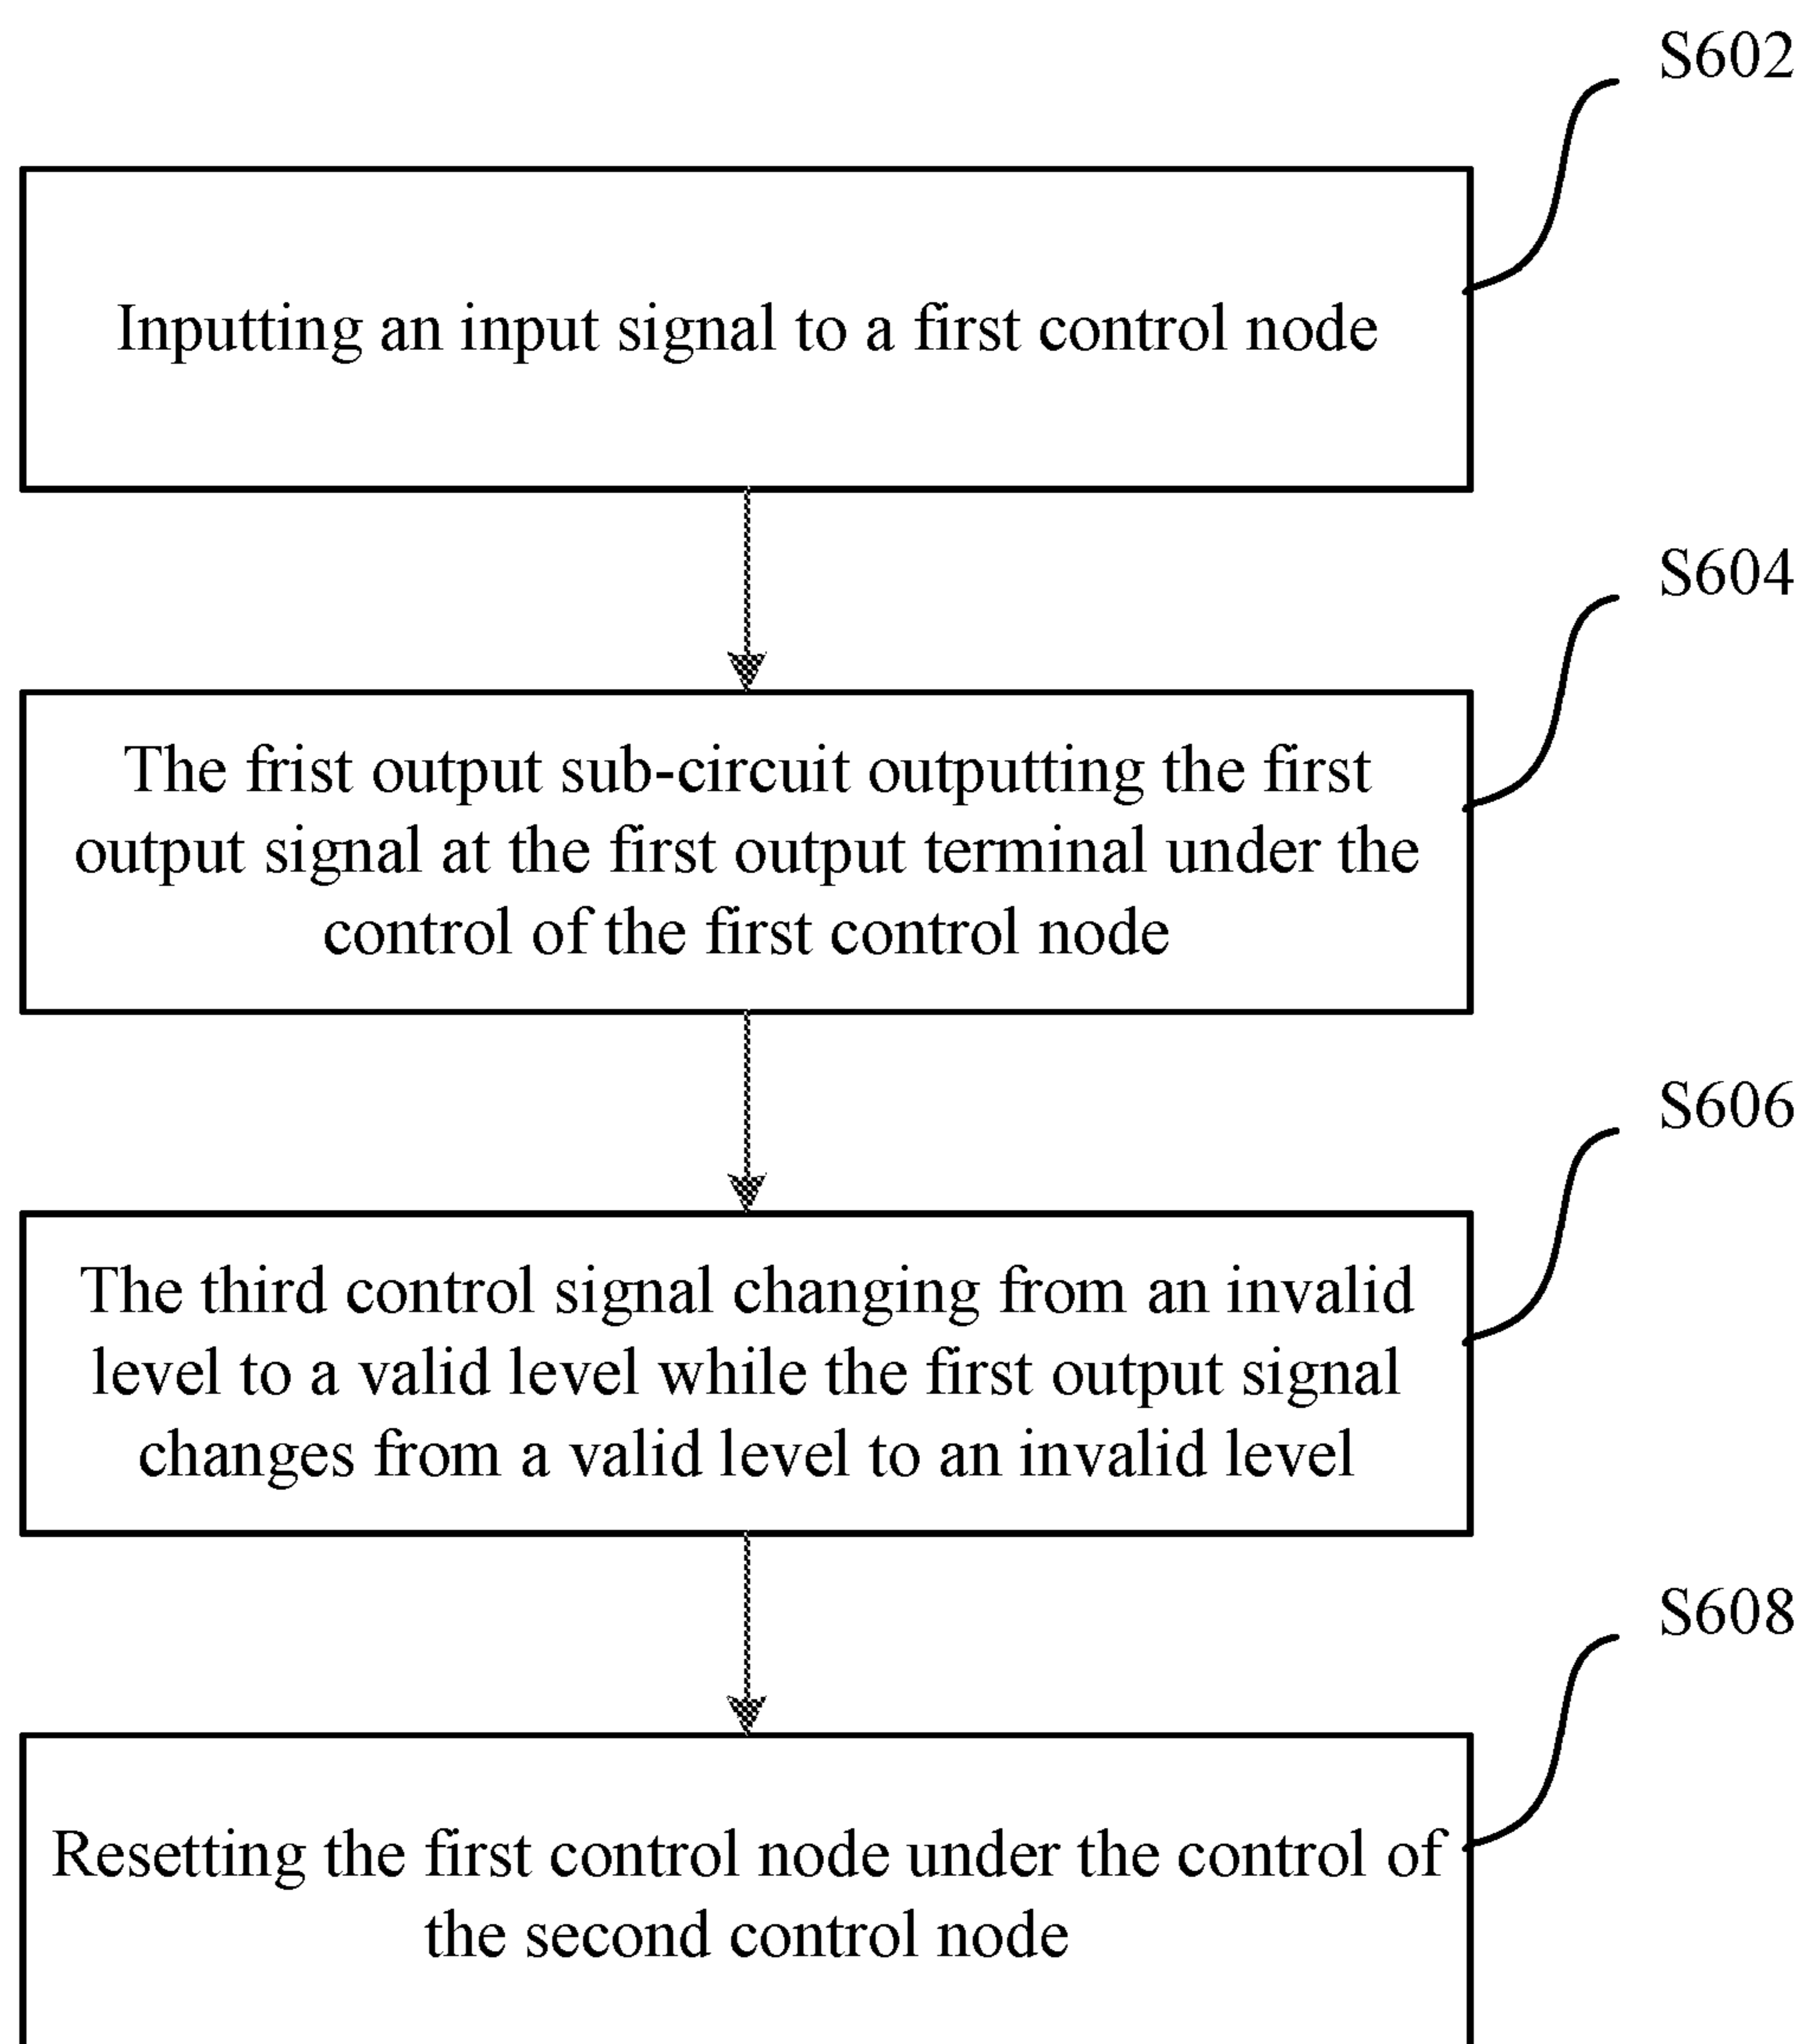 S602
Inputting an input signal to a first control node
S604
The frist output sub-circuit outputting the first
output signal at the first output terminal under the
control of the first control node
S606
The third control signal changing from an invalid
level to a valid level while the first output signal
changes from a valid level to an invalid level
S608
Resetting the first control node under the control of
the second control node